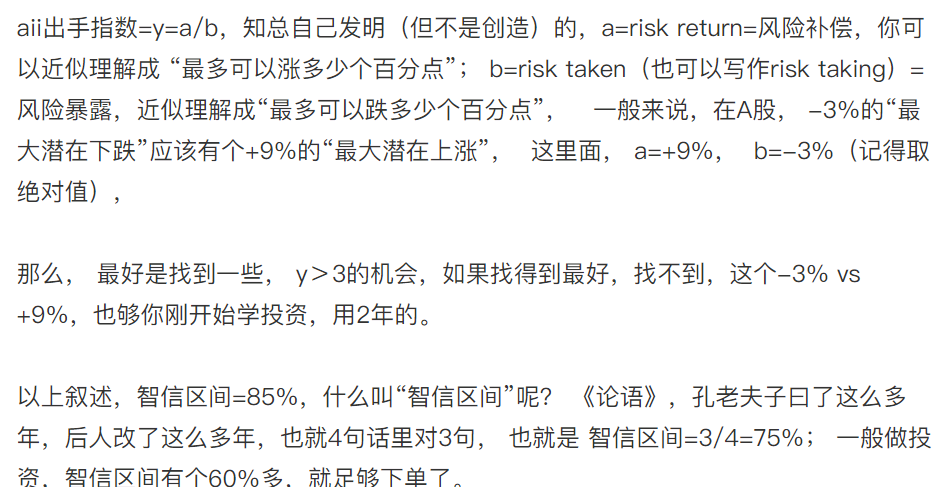 aii出手指数=y=a/b，知总自己发明（但不是创造）的，a=risk return=风险补偿，你可
以近似理解成 “最多可以涨多少个百分点”； b=risk taken（也可以写作risk taking）=
风险暴露，近似理解成“最多可以跌多少个百分点”， 一般来说，在A股， -3%的“最
大潜在下跌”应该有个+9%的“最大潜在上涨”， 这里面， a=+9%， b=-3%（记得取
绝对值），
那么， 最好是找到一些， y＞3的机会，如果找得到最好，找不到，这个-3% vs
+9%，也够你刚开始学投资，用2年的。
以上叙述，智信区间=85%，什么叫“智信区间”呢？ 《论语》，孔老夫子曰了这么多
年，后人改了这么多年，也就4句话里对3句， 也就是 智信区间=3/4=75%； 一般做投
资，智信区间有个60%多，就足够下单了。